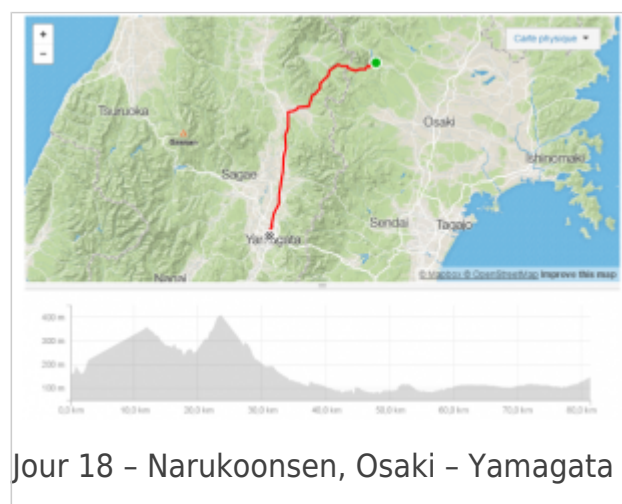 +
Carte physique
-
Tsuruoka
Osaki
Ishinomaki
Sagae
Sendai
Tagajo
Yamagata
Nanai
© Mapbox © OpenStreetMap Improve this map
400 m
300 m
200 m
100 m
0,0 km 10,0 km 20,0 km 30,0 km 40,0 km 50,0 km 60,0 km 70,0 km 80,0 km
Jour 18 – Narukoonsen, Osaki – Yamagata